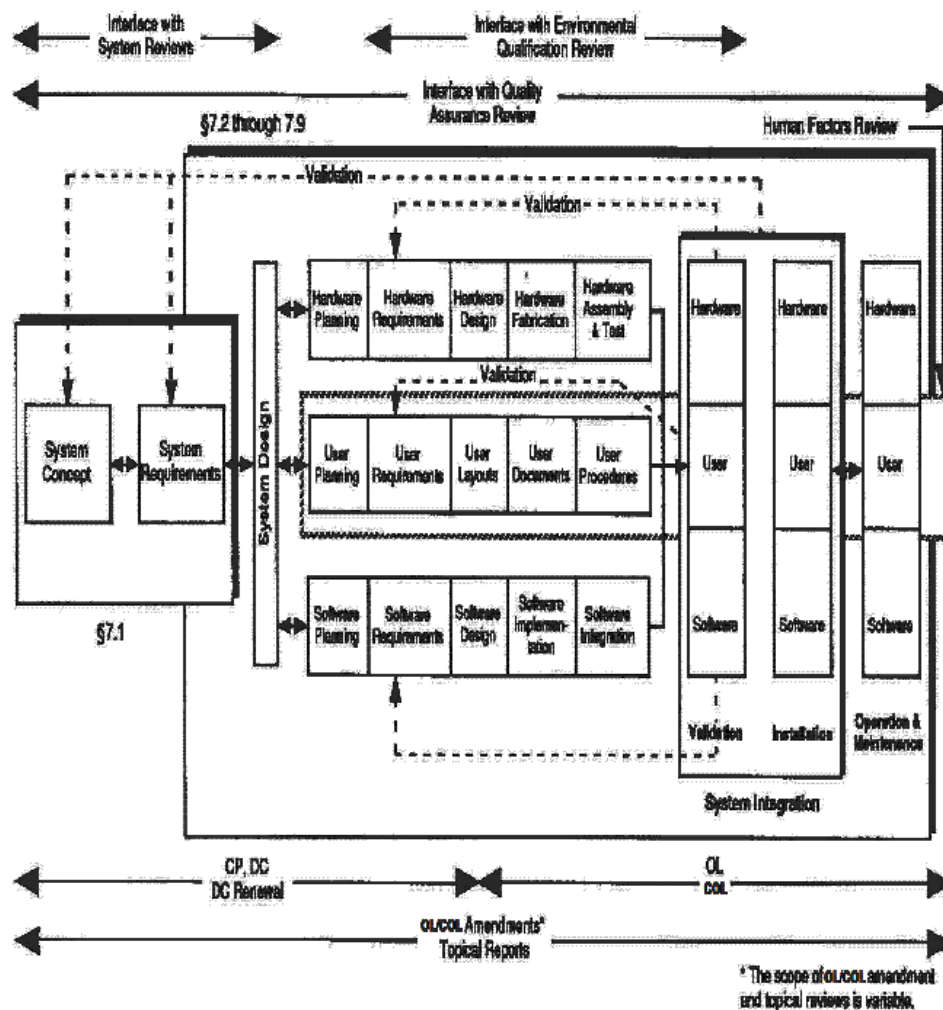 Interface with
System Reviews
Interface with Environmental
Qualification Review
Interface with Quality
Assurance Review
§7.2 through 7.9
Human Factors Review
Validation
Validation
Hardware
Planning
Hardware
Requirements
Hardware
Design
Hardware
Fabrication
Hardware
Assembly
& Test
Hardware
Hardware
Hardware
Validation
System
Concept
System
Requirements
System Design
User
Planning
User
Requirements
User
Layouts
User
Documents
User
Procedures
User
User
User
§7.1
Software
Planning
Software
Requirements
Software
Design
Software
Implemen-
tation
Software
Integration
Software
Software
Software
Validation
Installation
Operation &
Maintenance
System Integration
CP, DC
DC Renewal
OL
COL
OL/COL Amendments*
Topical Reports
* The scope of OL/COL amendment
and topical reviews is variable.